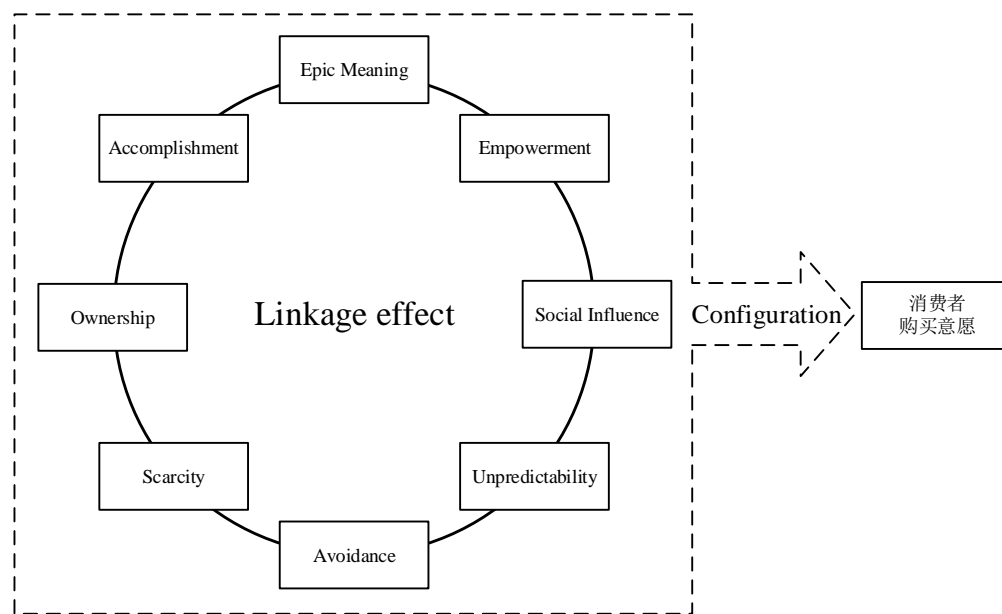 Epic Meaning
Accomplishment
Empowerment
Ownership
Linkage effect
Social Influence
Configuration
消费者
购买意愿
Scarcity
Unpredictability
Avoidance